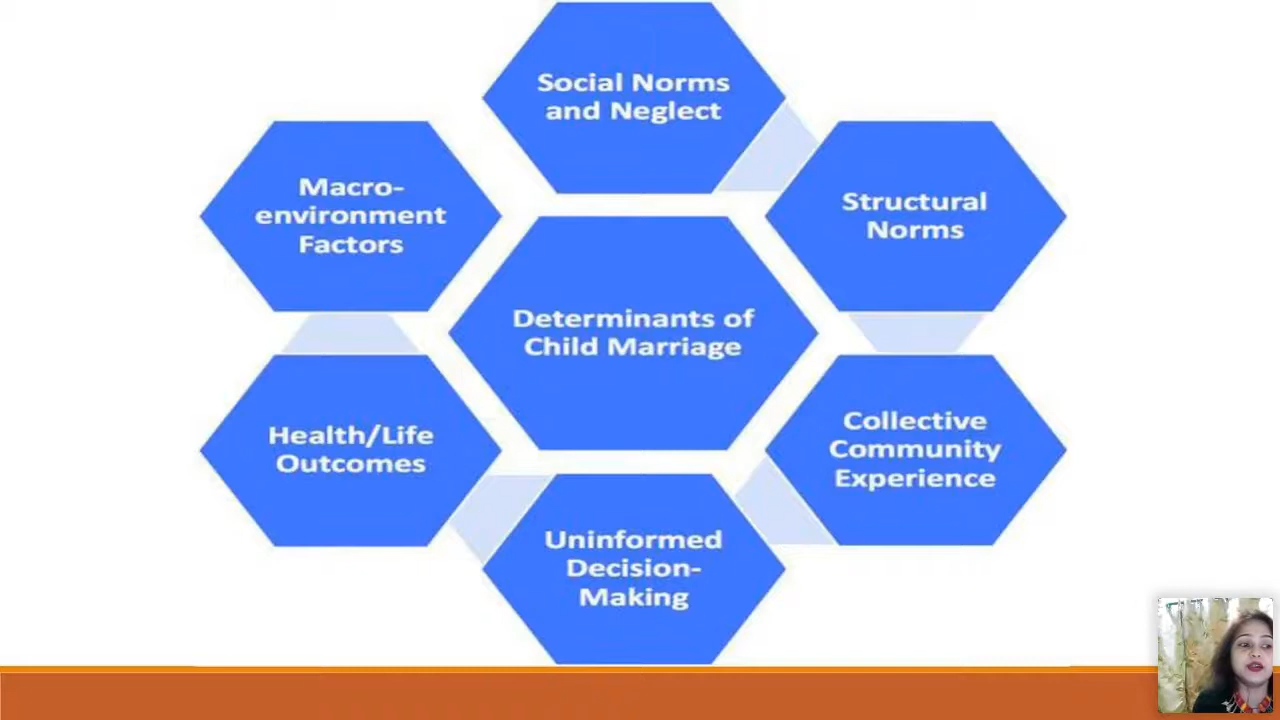 Social Norms
and Neglect
Macro-
environment
Factors
Structural
Norms
Determinants of
Child Marriage
Health/Life
Outcomes
Collective
Community
Experience
Uninformed
Decision-
Making